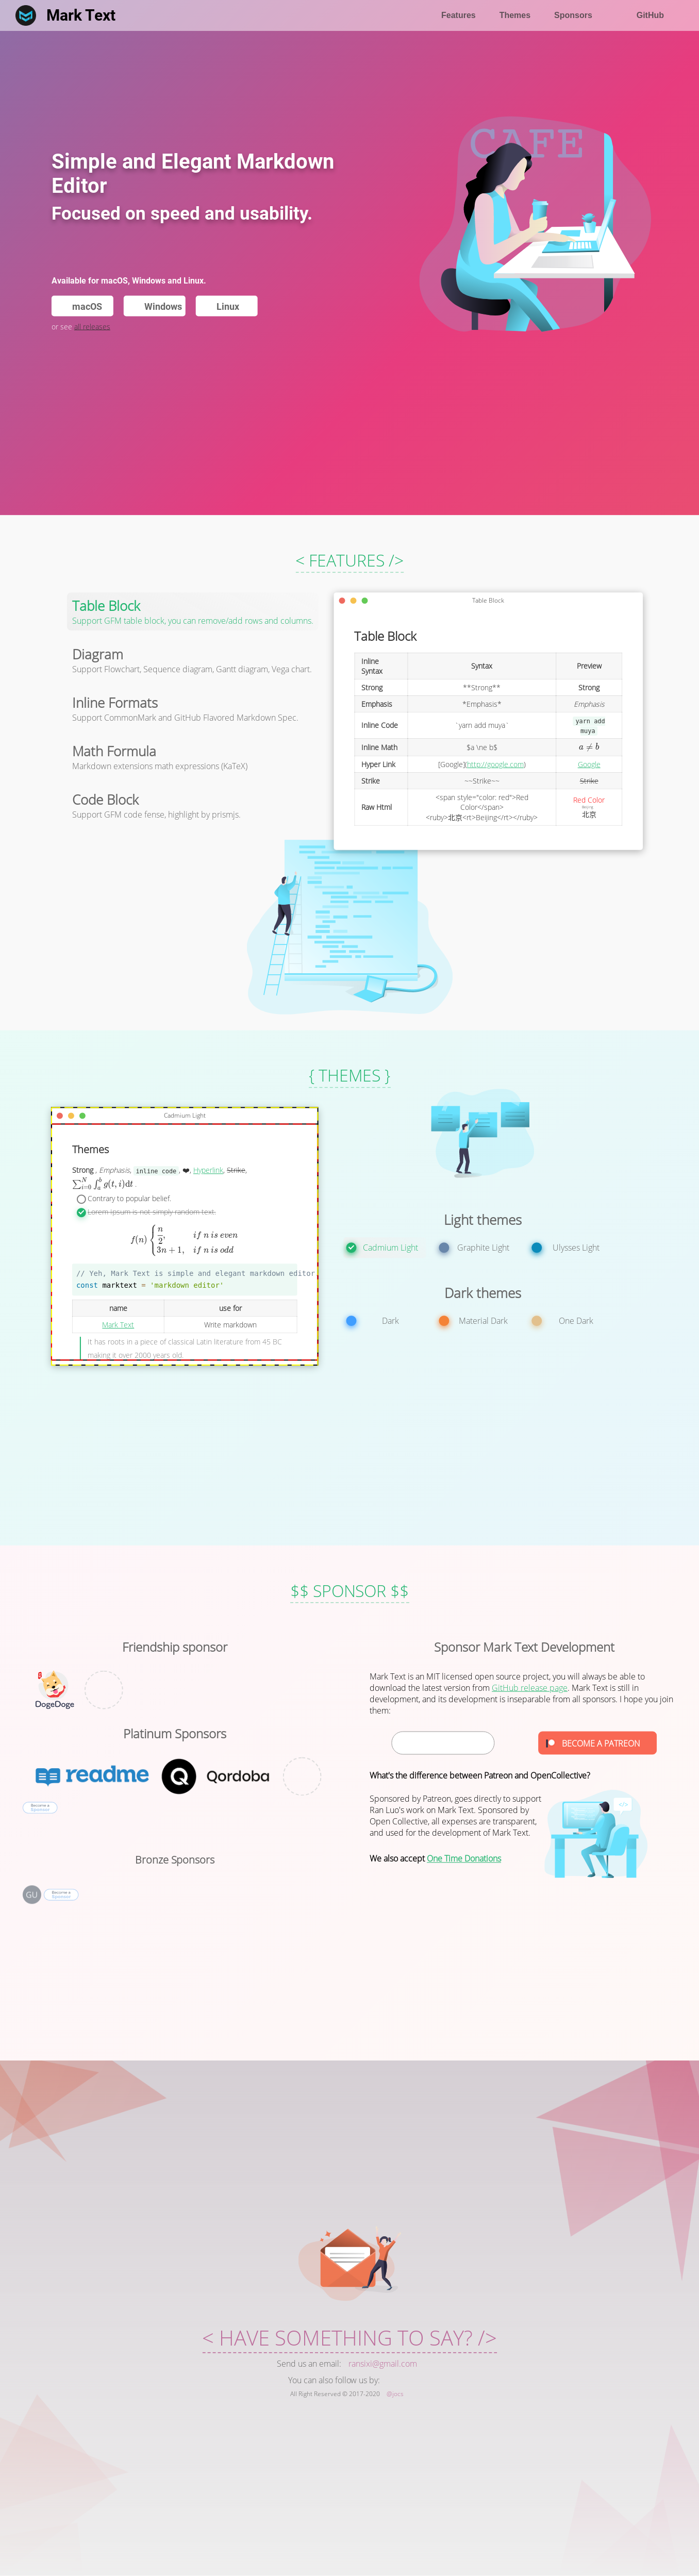 Mark Text
Features
Themes
Sponsors
GitHub
CAFE
Simple and Elegant Markdown
Editor
Focused on speed and usability.
Available for macOS, Windows and Linux.
macOS
Windows
Linux
or see all releases
< FEATURES />
Table Block
Support GFM table block, you can remove/add rows and columns.
Diagram
Support Flowchart, Sequence diagram, Gantt diagram, Vega chart.
Inline Formats
Support CommonMark and GitHub Flavored Markdown Spec.
Math Formula
Markdown extensions math expressions (KaTeX)
Code Block
Support GFM code fense, highlight by prismjs.
Table Block
Table Block
Inline Syntax
Syntax
Preview
Strong
**Strong**
Strong
Emphasis
*Emphasis*
Emphasis
Inline Code
`yarn add muya`
yarn add muya
Inline Math
$a \ne b$
a ≠ b
Hyper Link
[Google](http://google.com)
Google
Strike
~~Strike~~
Strike
Raw Html
<span style="color: red">Red
Color</span>
<ruby>北京<rt>Beijing</rt></ruby>
Red Color
Beijing
北京
{ THEMES }
Cadmium Light
Themes
Strong , Emphasis, inline code , ❤️, Hyperlink, Strike,
∑_{i=0}^{N} ∫_a^b g(t, i)dt .
Contrary to popular belief.
Lorem Ipsum is not simply random text.
f(n) { n/2, if n is even
3n + 1, if n is odd
// Yeh, Mark Text is simple and elegant markdown editor
const marktext = 'markdown editor'
name
use for
Mark Text
Write markdown
It has roots in a piece of classical Latin literature from 45 BC
making it over 2000 years old.
Light themes
Cadmium Light
Graphite Light
Ulysses Light
Dark themes
Dark
Material Dark
One Dark
$$ SPONSOR $$
Friendship sponsor
DogeDoge
Platinum Sponsors
readme
Qordoba
Become a
Sponsor
Bronze Sponsors
GU
Become a
Sponsor
Sponsor Mark Text Development
Mark Text is an MIT licensed open source project, you will always be able to
download the latest version from GitHub release page. Mark Text is still in
development, and its development is inseparable from all sponsors. I hope you join
them:
BECOME A PATREON
What's the difference between Patreon and OpenCollective?
Sponsored by Patreon, goes directly to support
Ran Luo's work on Mark Text. Sponsored by
Open Collective, all expenses are transparent,
and used for the development of Mark Text.
We also accept One Time Donations
< HAVE SOMETHING TO SAY? />
Send us an email: ransixi@gmail.com
You can also follow us by:
All Right Reserved © 2017-2020 @jocs